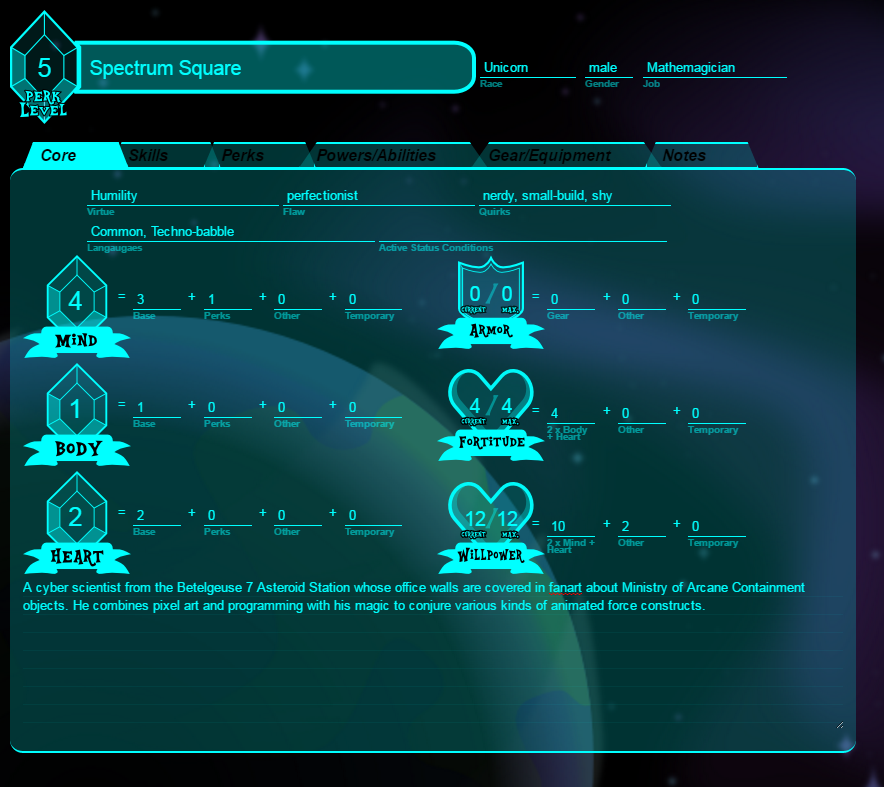 5
PERK
LEVEL
Spectrum Square
Unicorn male Mathemagician
Race Gender Job
Core Skills Perks Powers/Abilities Gear/Equipment Notes
Humility perfectionist nerdy, small-build, shy
Virtue Flaw Quirks
Common, Techno-babble
Langaugaes Active Status Conditions
4 = 3 + 1 + 0 + 0
Base Perks Other Temporary
MIND
0 / 0 = 0 + 0 + 0
CURRENT MAX. Gear Other Temporary
ARMOR
1 = 1 + 0 + 0 + 0
Base Perks Other Temporary
BODY
4 / 4 = 4 + 0 + 0
CURRENT MAX. 2 x Body + Heart Other Temporary
FORTITUDE
2 = 2 + 0 + 0 + 0
Base Perks Other Temporary
HEART
12 / 12 = 10 + 2 + 0
CURRENT MAX. 2 x Mind + Heart Other Temporary
WILLPOWER
A cyber scientist from the Betelgeuse 7 Asteroid Station whose office walls are covered in fanart about Ministry of Arcane Containment
objects. He combines pixel art and programming with his magic to conjure various kinds of animated force constructs.